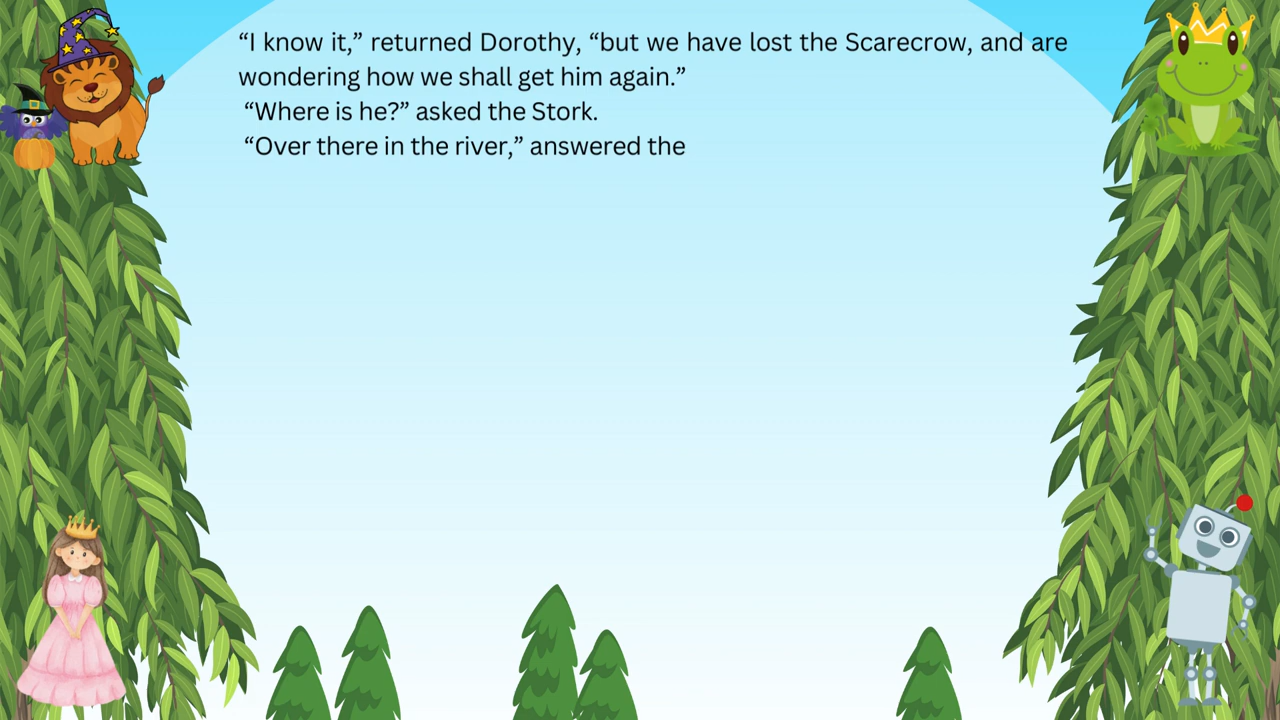 “I know it,” returned Dorothy, “but we have lost the Scarecrow, and are
wondering how we shall get him again.”
“Where is he?” asked the Stork.
“Over there in the river,” answered the